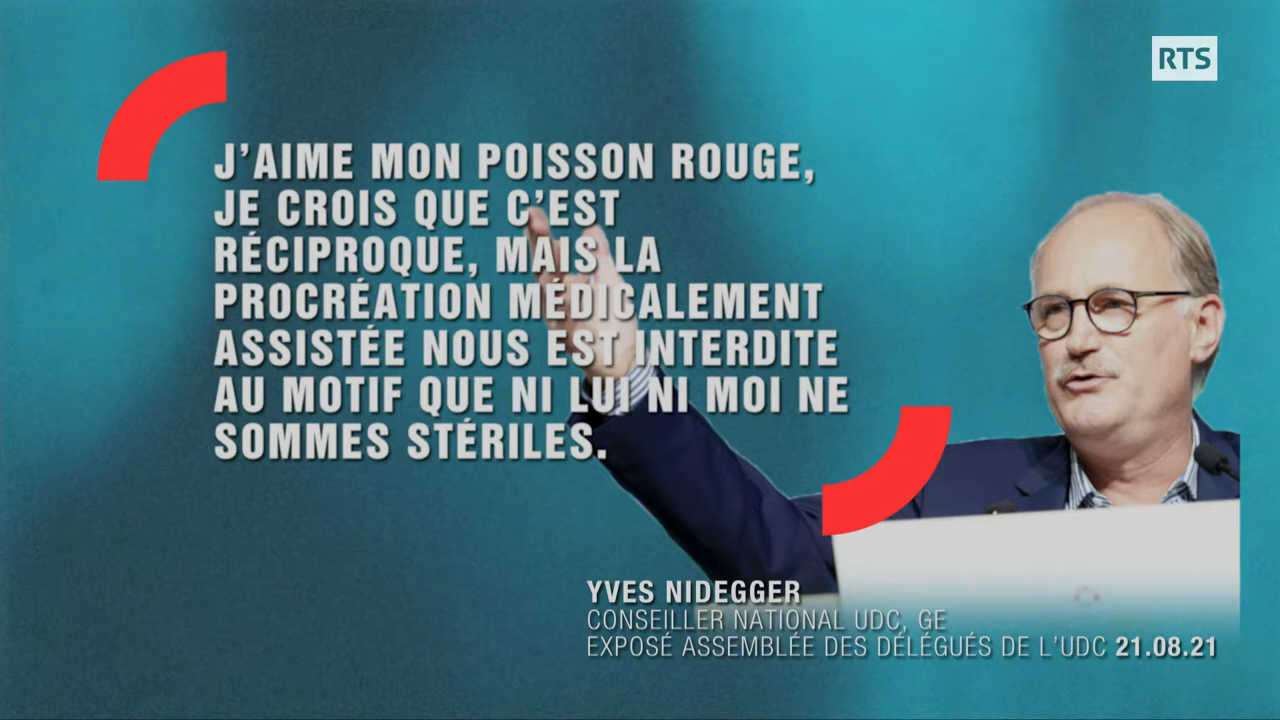 RTS
J'AIME MON POISSON ROUGE,
JE CROIS QUE C'EST
RÉCIPROQUE, MAIS LA
PROCRÉATION MÉDICALEMENT
ASSISTÉE NOUS EST INTERDITE
AU MOTIF QUE NI LUI NI MOI NE
SOMMES STÉRILES.
YVES NIDEGGER
CONSEILLER NATIONAL UDC, GE
EXPOSÉ ASSEMBLÉE DES DÉLÉGUÉS DE L'UDC 21.08.21